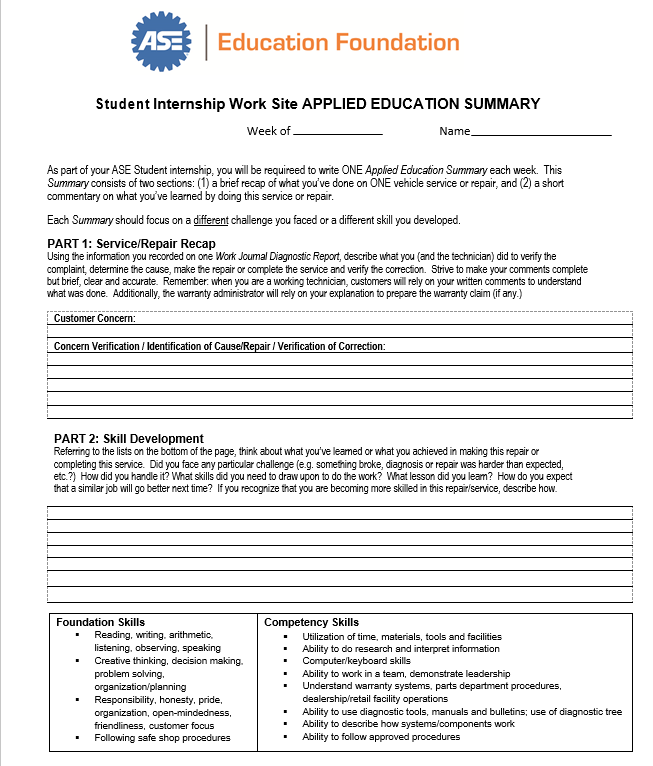 ASE Education Foundation
Student Internship Work Site APPLIED EDUCATION SUMMARY
Week of ______________ Name______________________
As part of your ASE Student internship, you will be requireed to write ONE Applied Education Summary each week. This
Summary consists of two sections: (1) a brief recap of what you've done on ONE vehicle service or repair, and (2) a short
commentary on what you've learned by doing this service or repair.
Each Summary should focus on a different challenge you faced or a different skill you developed.
PART 1: Service/Repair Recap
Using the information you recorded on one Work Journal Diagnostic Report, describe what you (and the technician) did to verify the
complaint, determine the cause, make the repair or complete the service and verify the correction. Strive to make your comments complete
but brief, clear and accurate. Remember: when you are a working technician, customers will rely on your written comments to understand
what was done. Additionally, the warranty administrator will rely on your explanation to prepare the warranty claim (if any.)
Customer Concern:
Concern Verification / Identification of Cause/Repair / Verification of Correction:
PART 2: Skill Development
Referring to the lists on the bottom of the page, think about what you've learned or what you achieved in making this repair or
completing this service. Did you face any particular challenge (e.g. something broke, diagnosis or repair was harder than expected,
etc.?) How did you handle it? What skills did you need to draw upon to do the work? What lesson did you learn? How do you expect
that a similar job will go better next time? If you recognize that you are becoming more skilled in this repair/service, describe how.
Foundation Skills
▪ Reading, writing, arithmetic,
listening, observing, speaking
▪ Creative thinking, decision making,
problem solving,
organization/planning
▪ Responsibility, honesty, pride,
organization, open-mindedness,
friendliness, customer focus
▪ Following safe shop procedures
Competency Skills
▪ Utilization of time, materials, tools and facilities
▪ Ability to do research and interpret information
▪ Computer/keyboard skills
▪ Ability to work in a team, demonstrate leadership
▪ Understand warranty systems, parts department procedures,
dealership/retail facility operations
▪ Ability to use diagnostic tools, manuals and bulletins; use of diagnostic tree
▪ Ability to describe how systems/components work
▪ Ability to follow approved procedures